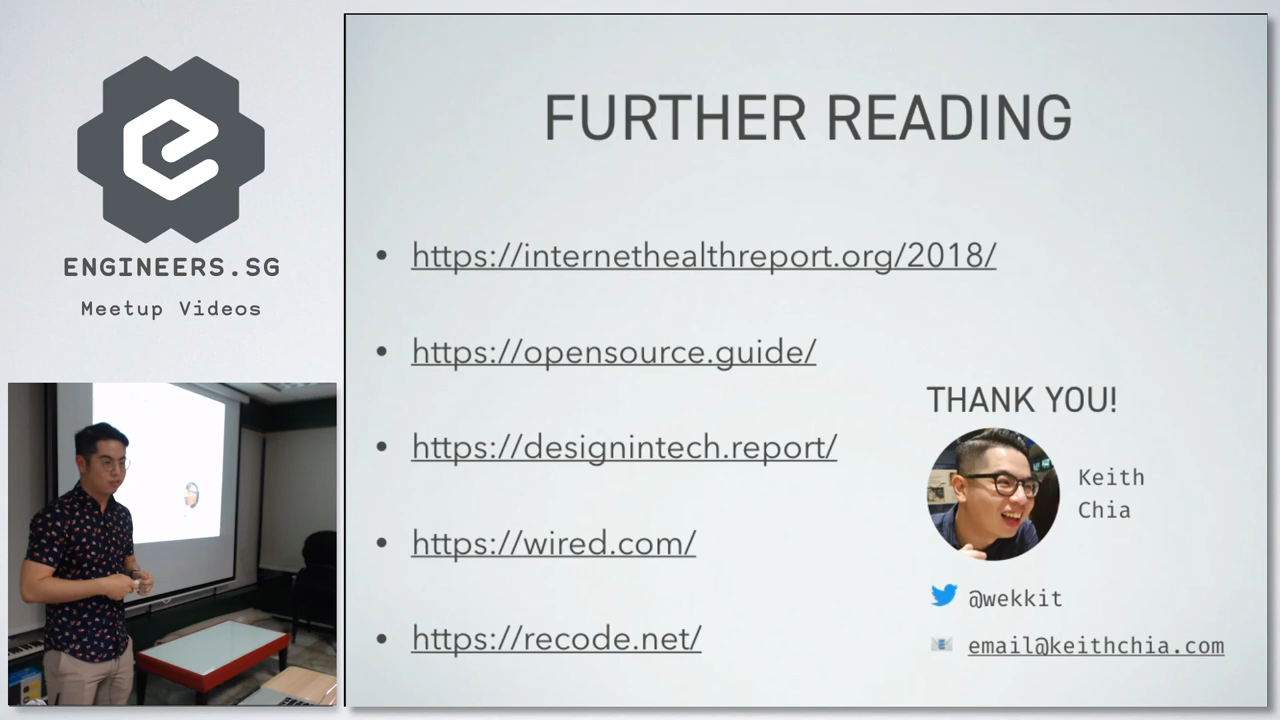 ENGINEERS.SG
Meetup Videos
FURTHER READING
• https://internethealthreport.org/2018/
• https://opensource.guide/
• https://designintech.report/
• https://wired.com/
• https://recode.net/
THANK YOU!
Keith
Chia
@wekkit
email@keithchia.com